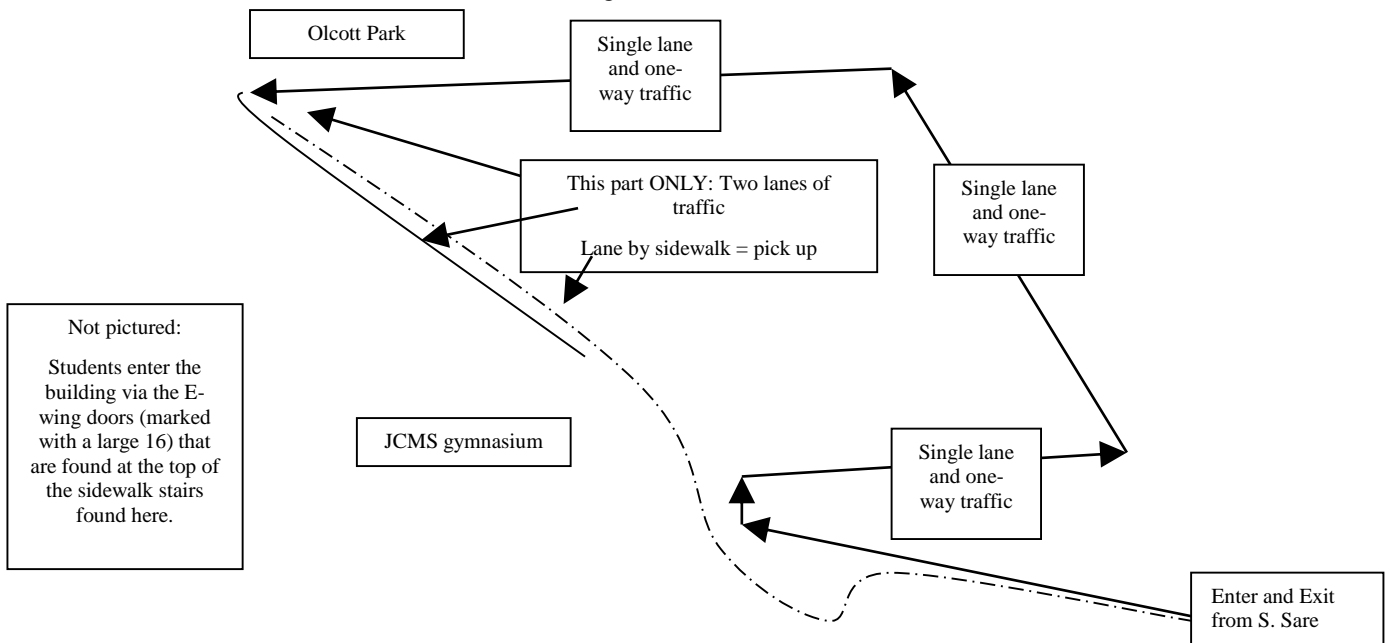 Olcott Park
Single lane
and one-
way traffic
This part ONLY: Two lanes of
traffic
Lane by sidewalk = pick up
Single lane
and one-
way traffic
Not pictured:
Students enter the
building via the E-
wing doors (marked
with a large 16) that
are found at the top of
the sidewalk stairs
found here.
JCMS gymnasium
Single lane
and one-
way traffic
Enter and Exit
from S. Sare